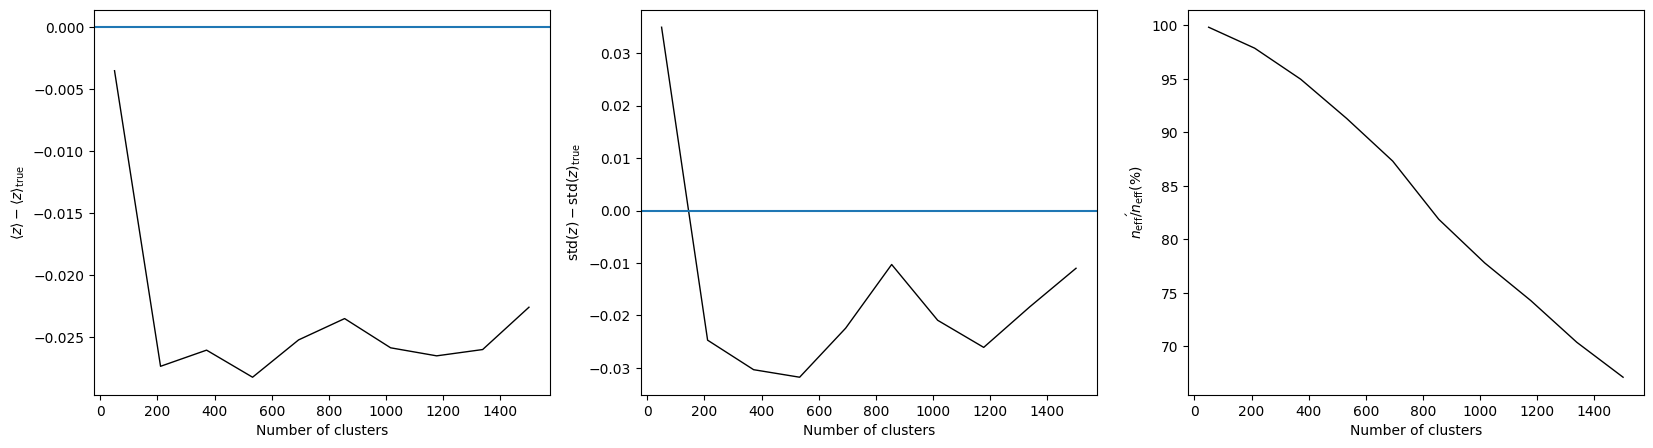 0.000
−0.005
−0.010
−0.015
−0.020
−0.025
⟨z⟩ − ⟨z⟩true
0 200 400 600 800 1000 1200 1400
Number of clusters
0.03
0.02
0.01
0.00
−0.01
−0.02
−0.03
std(z) − std(z)true
0 200 400 600 800 1000 1200 1400
Number of clusters
100
95
90
85
80
75
70
n′eff/neff(%)
0 200 400 600 800 1000 1200 1400
Number of clusters